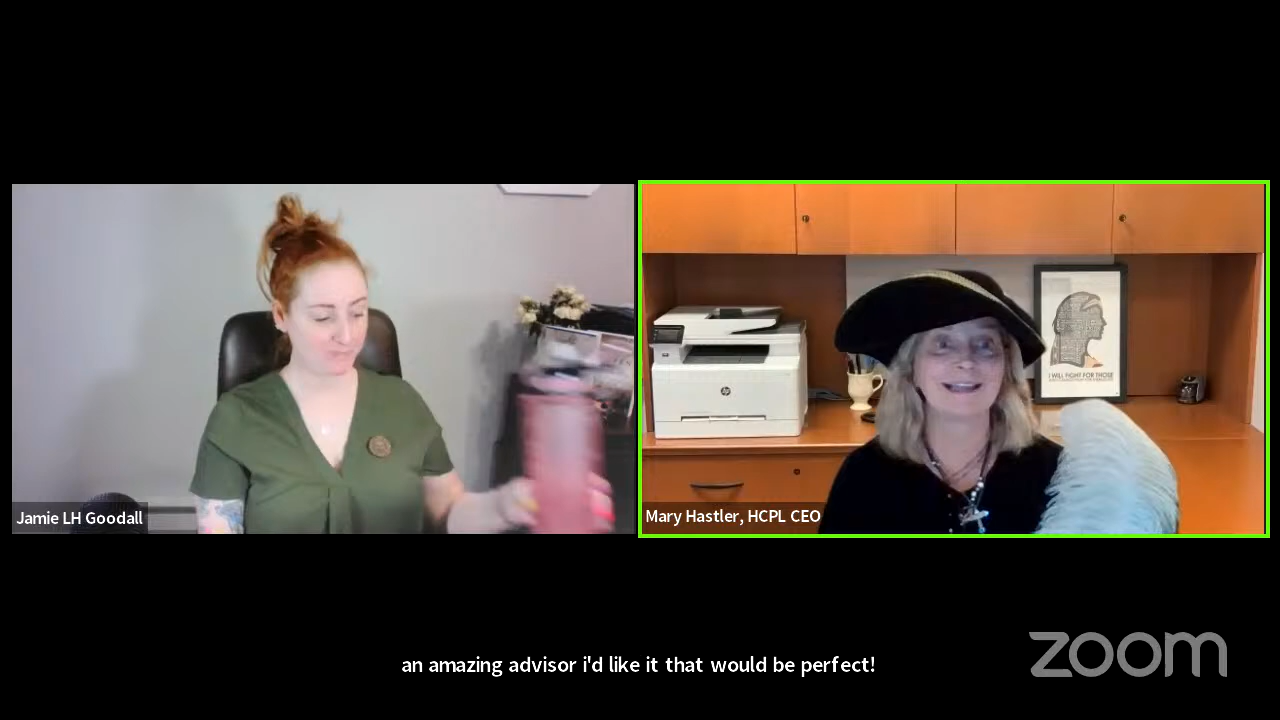 I WILL FIGHT FOR THOSE
Jamie LH Goodall
Mary Hastler, HCPL CEO
an amazing advisor i'd like it that would be perfect!
zoom